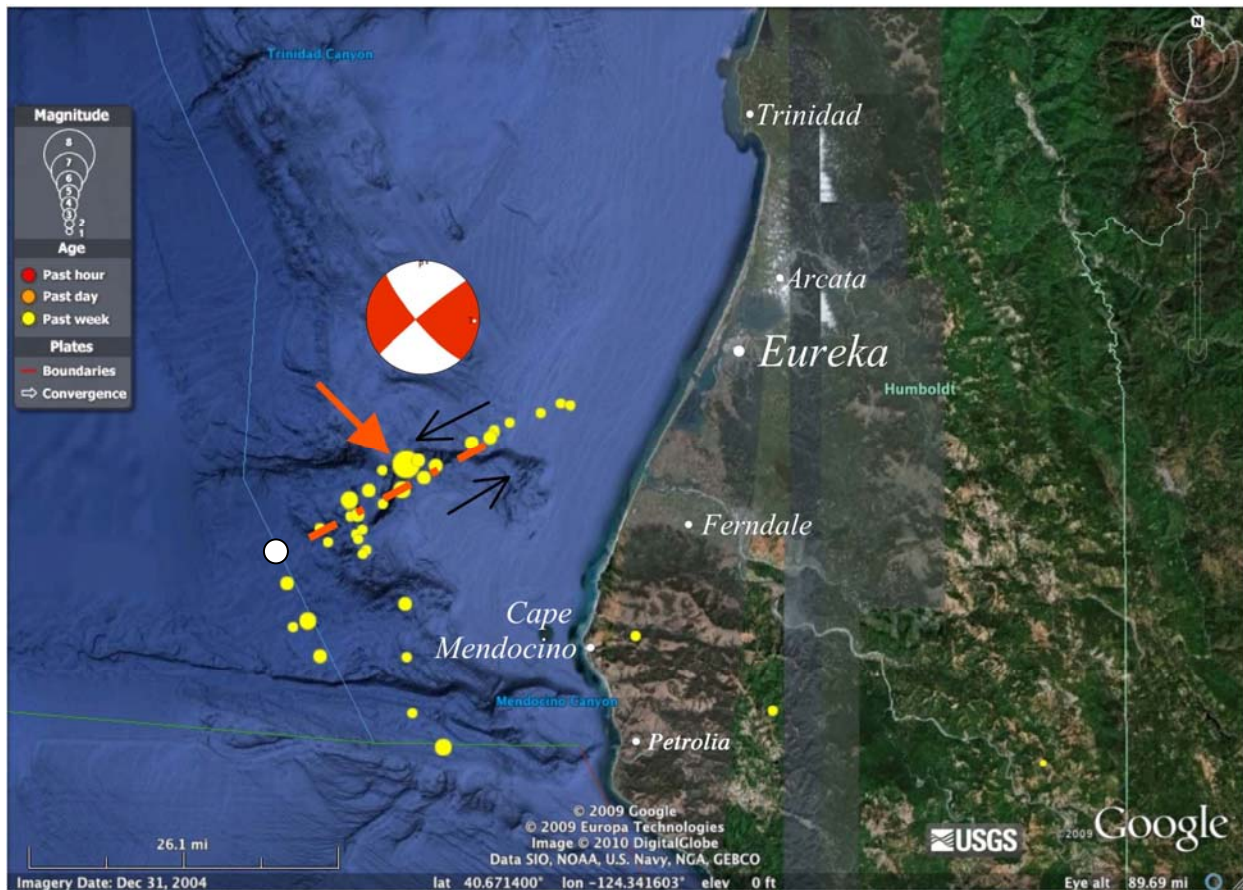 Trinidad Canyon
N
Magnitude
8
7
6
5
4
3
2
1
Age
Past hour
Past day
Past week
Plates
Boundaries
Convergence
Trinidad
Arcata
Eureka
Humboldt
Ferndale
Cape
Mendocino
Mendocino Canyon
Petrolia
26.1 mi
© 2009 Google
© 2009 Europa Technologies
Image © 2010 DigitalGlobe
Data SIO, NOAA, U.S. Navy, NGA, GEBCO
USGS
©2009 Google
Imagery Date: Dec 31, 2004
lat 40.671400° lon -124.341603° elev 0 ft
Eye alt 89.69 mi